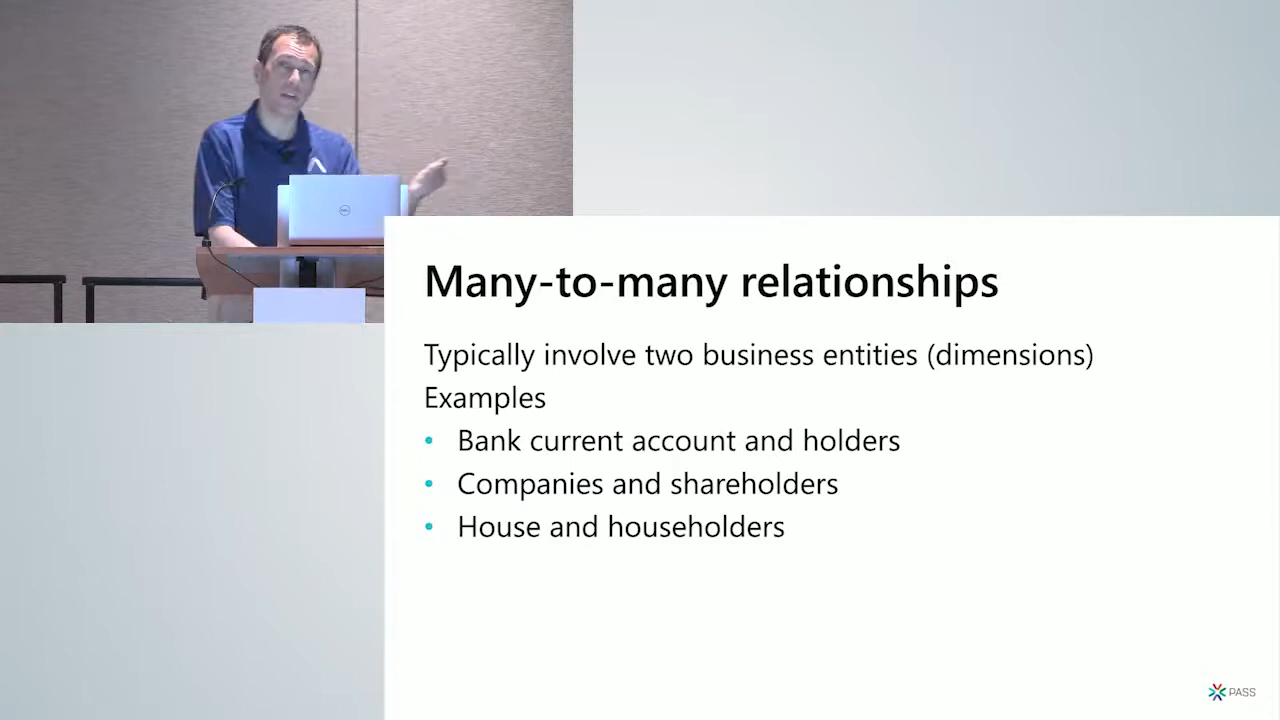 Many-to-many relationships
Typically involve two business entities (dimensions)
Examples
• Bank current account and holders
• Companies and shareholders
• House and householders
PASS